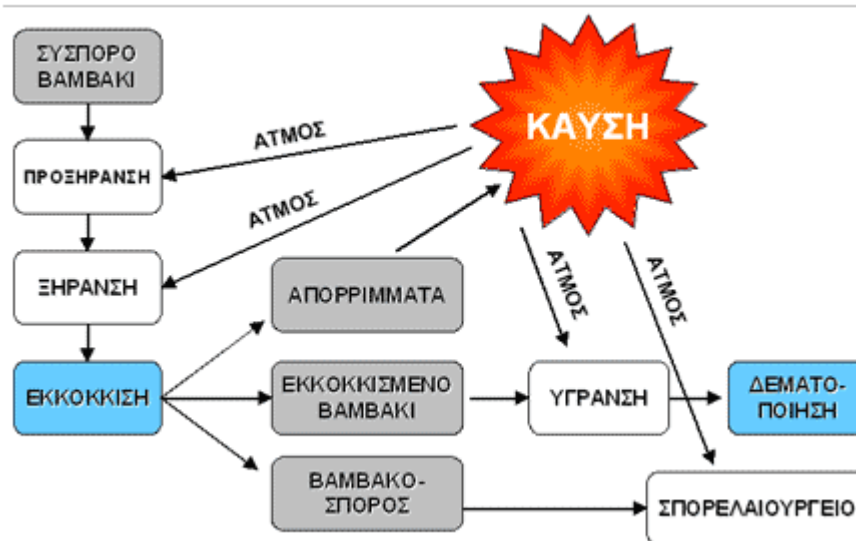 ΣΥΣΠΟΡΟ
ΒΑΜΒΑΚΙ
ΚΑΥΣΗ
ΑΤΜΟΣ
ΠΡΟΞΗΡΑΝΣΗ
ΑΤΜΟΣ
ΞΗΡΑΝΣΗ
ΑΠΟΡΡΙΜΜΑΤΑ
ΑΤΜΟΣ
ΑΤΜΟΣ
ΕΚΚΟΚΚΙΣΗ
ΕΚΚΟΚΚΙΣΜΕΝΟ
ΒΑΜΒΑΚΙ
ΥΓΡΑΝΣΗ
ΔΕΜΑΤΟ-
ΠΟΙΗΣΗ
ΒΑΜΒΑΚΟ-
ΣΠΟΡΟΣ
ΣΠΟΡΕΛΑΙΟΥΡΓΕΙΟ